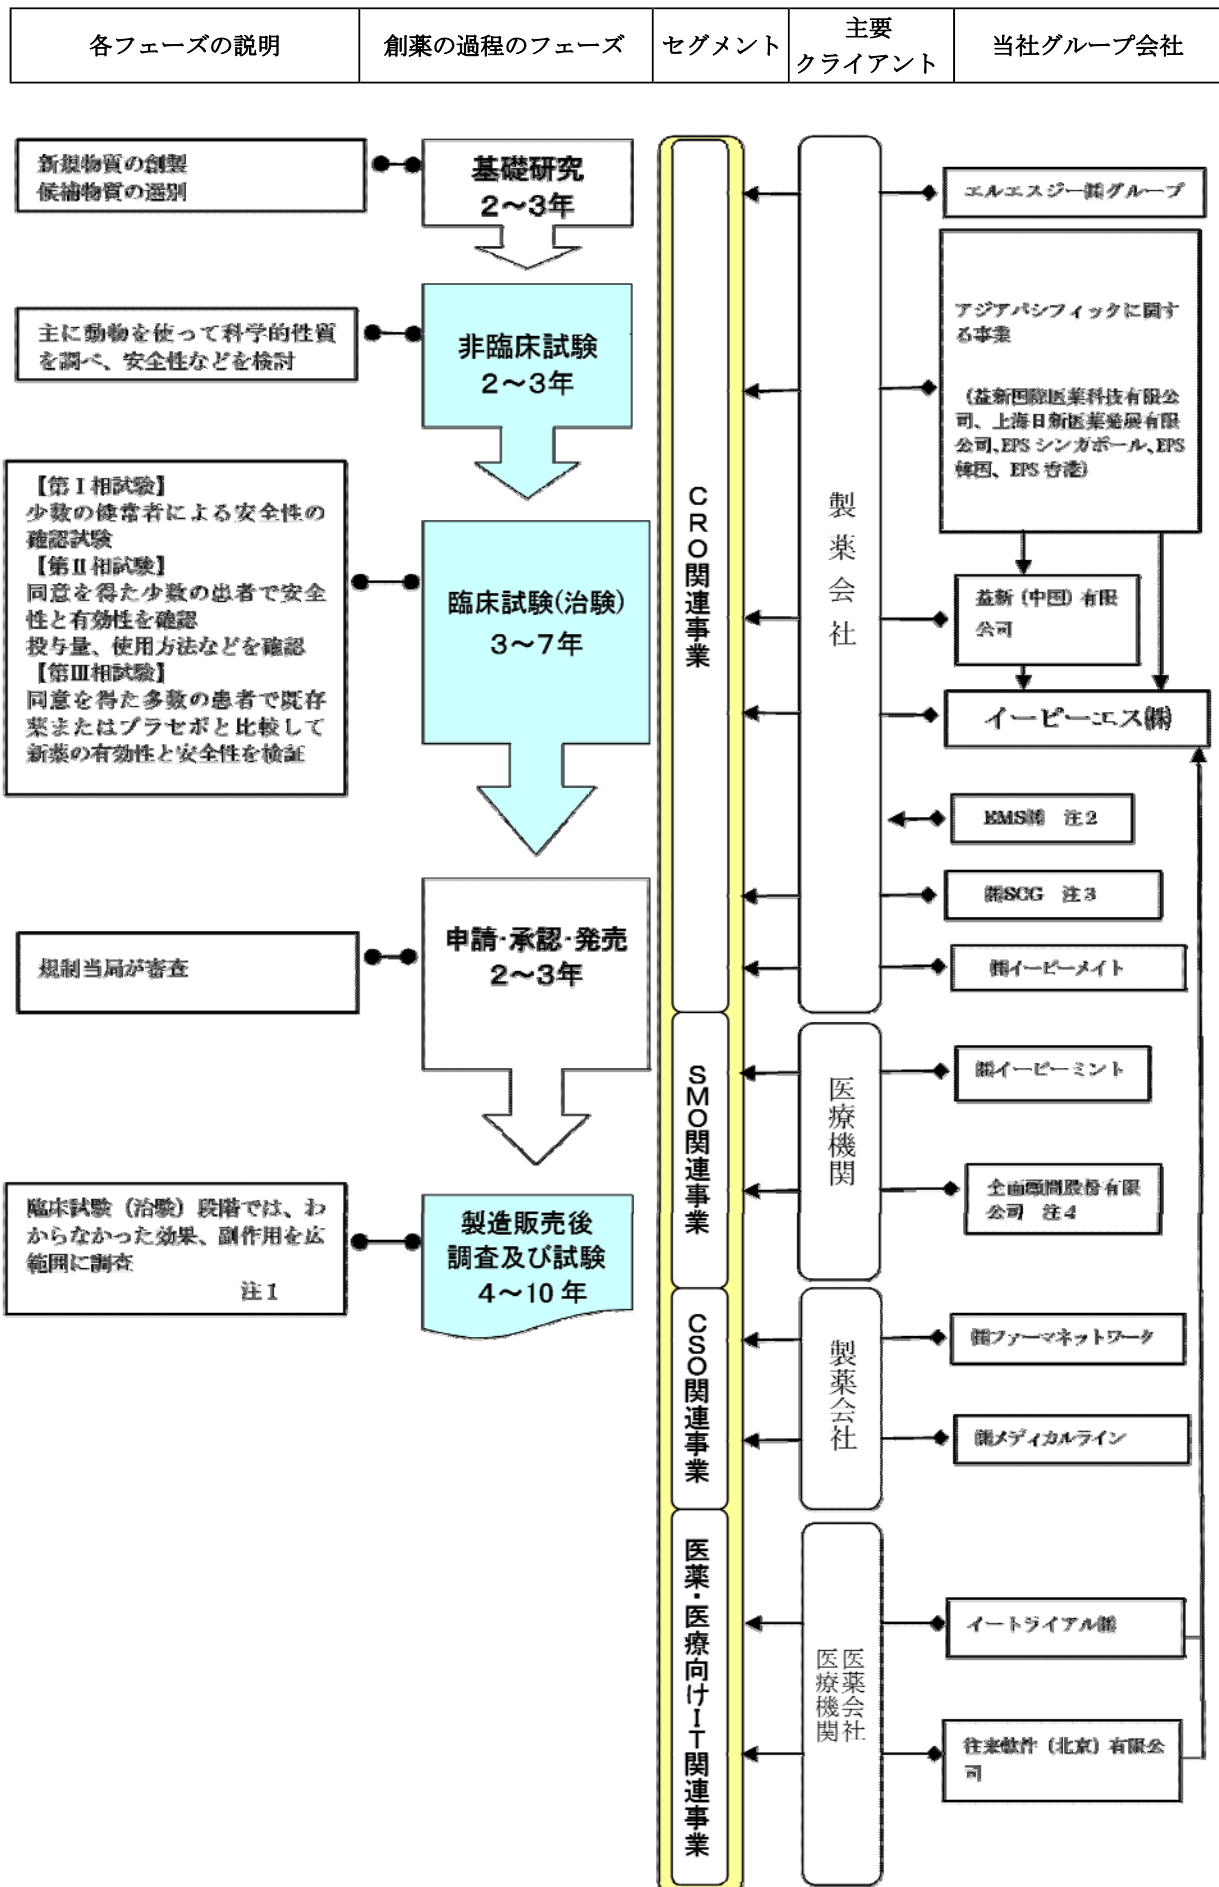 各フェーズの説明
創薬の過程のフェーズ
セグメント
主要
クライアント
当社グループ会社
新規物質の創製
候補物質の選別
基礎研究
2～3年
主に動物を使って科学的性質
を調べ、安全性などを検討
非臨床試験
2～3年
【第Ⅰ相試験】
少数の健常者による安全性の
確認試験
【第Ⅱ相試験】
同意を得た少数の患者で安全
性と有効性を確認
投与量、使用方法などを確認
【第Ⅲ相試験】
同意を得た多数の患者で既存
薬またはプラセボと比較して
新薬の有効性と安全性を検証
臨床試験(治験)
3～7年
規制当局が審査
申請・承認・発売
2～3年
臨床試験（治験）段階では、わ
からなかった効果、副作用を広
範囲に調査
注１
製造販売後
調査及び試験
4～10 年
CRO関連事業
SMO関連事業
CSO関連事業
医薬・医療向けIT関連事業
製薬会社
医療機関
製薬会社
医薬会社
医療機関
エルエスジー㈱グループ
アジアパシフィックに関す
る事業
（益新国際医薬科技有限公
司、上海日新医薬発展有限
公司、EPS シンガポール、EPS
韓国、EPS 香港）
益新（中国）有限
公司
イーピーエス㈱
EMS㈱　注２
㈱SCG　注３
㈱イーピーメイト
㈱イーピーミント
全面顧問股份有限
公司　注４
㈱ファーマネットワーク
㈱メディカルライン
イートライアル㈱
往来軟件（北京）有限公
司